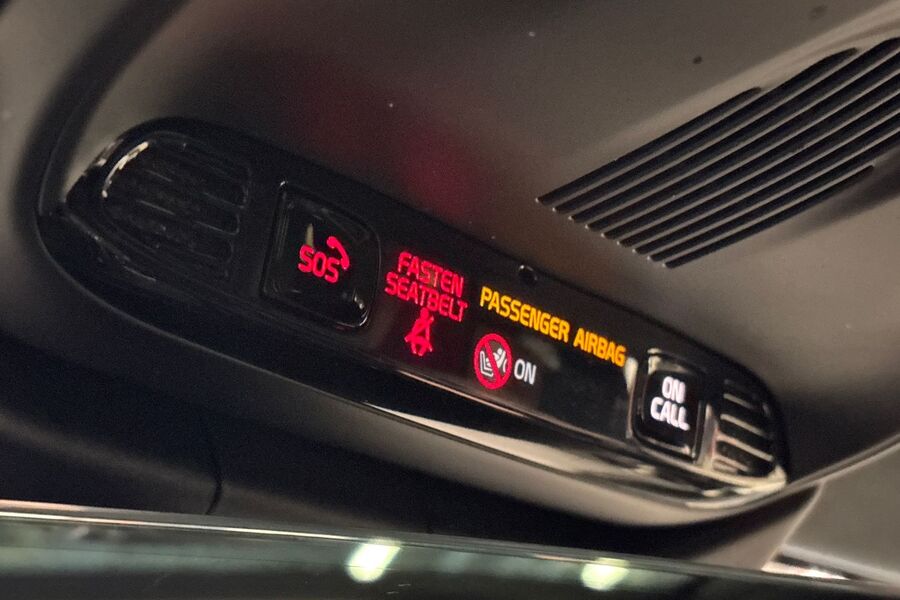 SOS
FASTEN
SEATBELT
PASSENGER AIRBAG
ON
ON
CALL